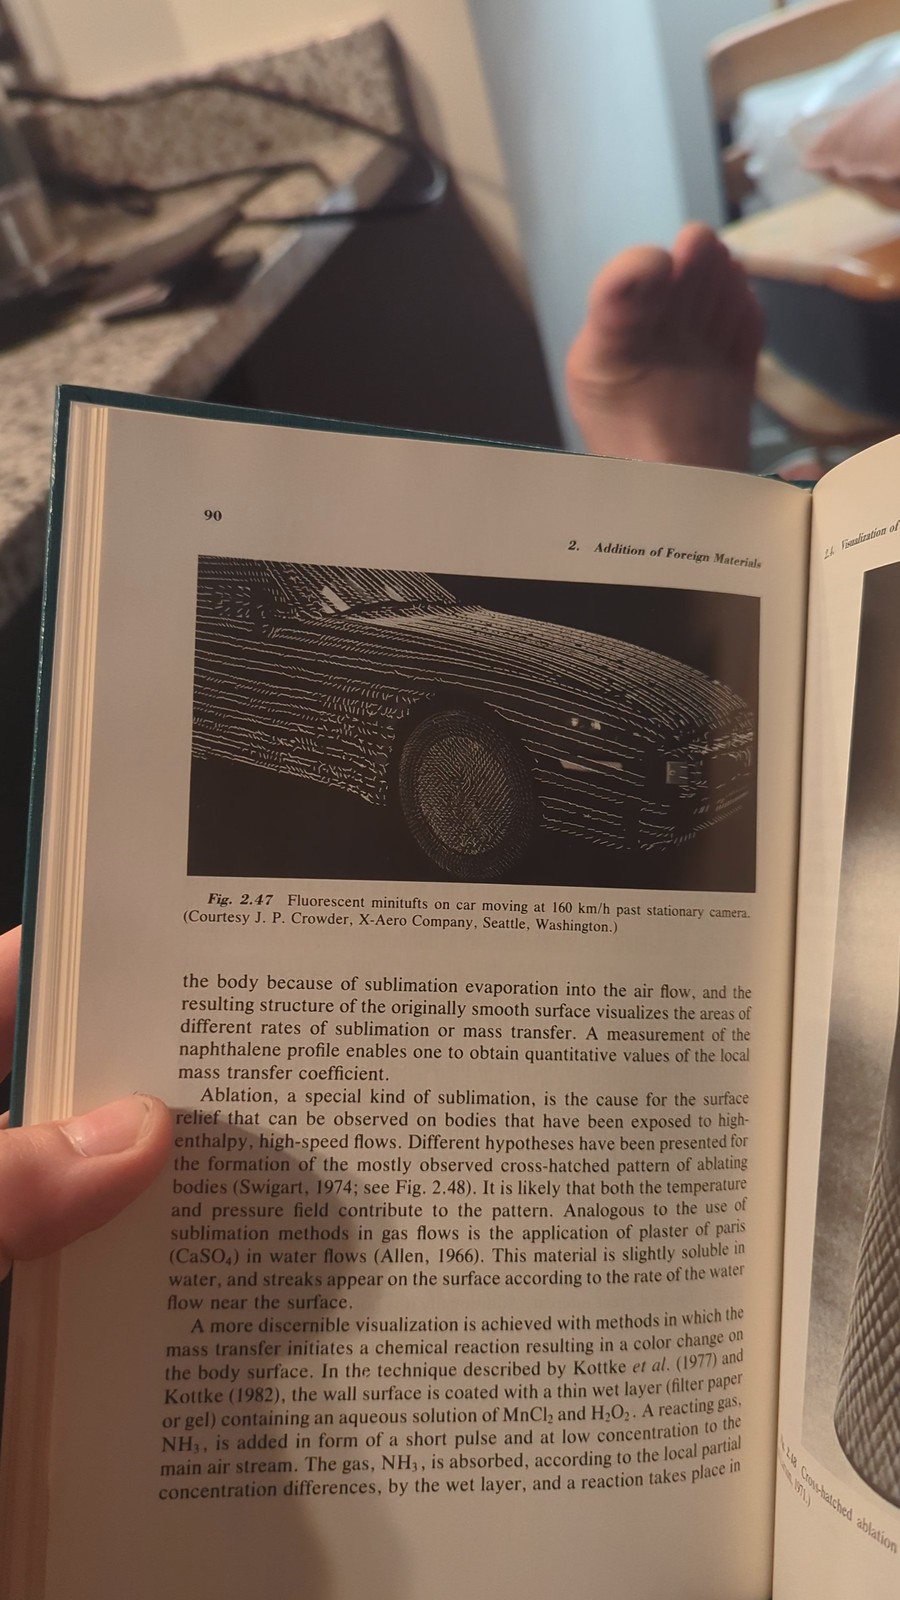 90
2. Addition of Foreign Materials
Fig. 2.47 Fluorescent minitufts on car moving at 160 km/h past stationary camera.
(Courtesy J. P. Crowder, X-Aero Company, Seattle, Washington.)
the body because of sublimation evaporation into the air flow, and the
resulting structure of the originally smooth surface visualizes the areas of
different rates of sublimation or mass transfer. A measurement of the
naphthalene profile enables one to obtain quantitative values of the local
mass transfer coefficient.
Ablation, a special kind of sublimation, is the cause for the surface
relief that can be observed on bodies that have been exposed to high-
enthalpy, high-speed flows. Different hypotheses have been presented for
the formation of the mostly observed cross-hatched pattern of ablating
bodies (Swigart, 1974; see Fig. 2.48). It is likely that both the temperature
and pressure field contribute to the pattern. Analogous to the use of
sublimation methods in gas flows is the application of plaster of paris
(CaSO₄) in water flows (Allen, 1966). This material is slightly soluble in
water, and streaks appear on the surface according to the rate of the water
flow near the surface.
A more discernible visualization is achieved with methods in which the
mass transfer initiates a chemical reaction resulting in a color change on
the body surface. In the technique described by Kottke et al. (1977) and
Kottke (1982), the wall surface is coated with a thin wet layer (filter paper
or gel) containing an aqueous solution of MnCl₂ and H₂O₂. A reacting gas,
NH₃, is added in form of a short pulse and at low concentration to the
main air stream. The gas, NH₃, is absorbed, according to the local partial
concentration differences, by the wet layer, and a reaction takes place in
Visualization of
2.48 Cross-hatched ablation
1971.)